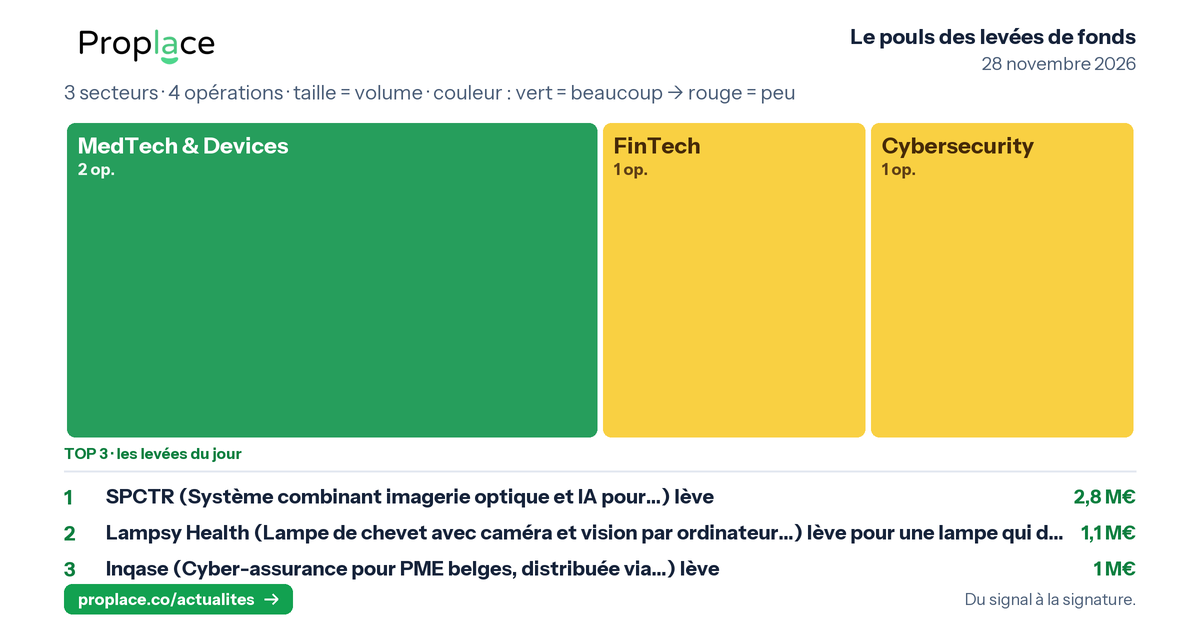 Proplace
Le pouls des levées de fonds
28 novembre 2026
3 secteurs · 4 opérations · taille = volume · couleur : vert = beaucoup → rouge = peu
MedTech & Devices
2 op.
FinTech
1 op.
Cybersecurity
1 op.
TOP 3 · les levées du jour
1 SPCTR (Système combinant imagerie optique et IA pour...) lève 2,8 M€
2 Lampsy Health (Lampe de chevet avec caméra et vision par ordinateur...) lève pour une lampe qui d... 1,1 M€
3 Inqase (Cyber-assurance pour PME belges, distribuée via...) lève 1 M€
proplace.co/actualites →
Du signal à la signature.